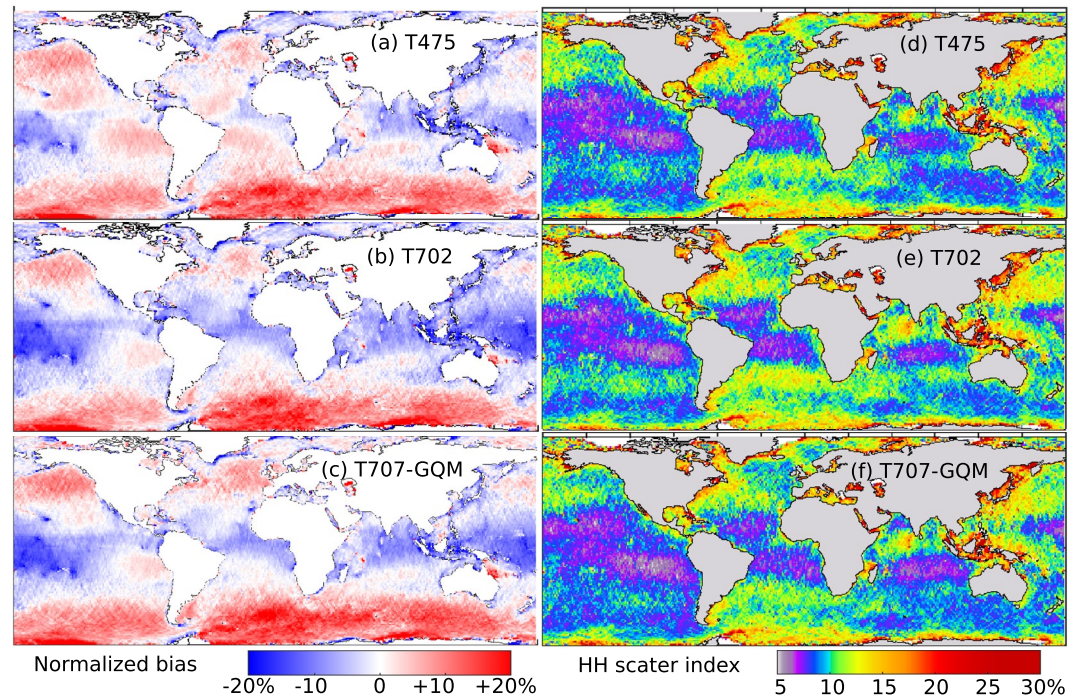 (a) T475
(d) T475
(b) T702
(e) T702
(c) T707-GQM
(f) T707-GQM
Normalized bias
-20% -10 0 +10% +20%
HH scater index
5 10 15 20 25 30%